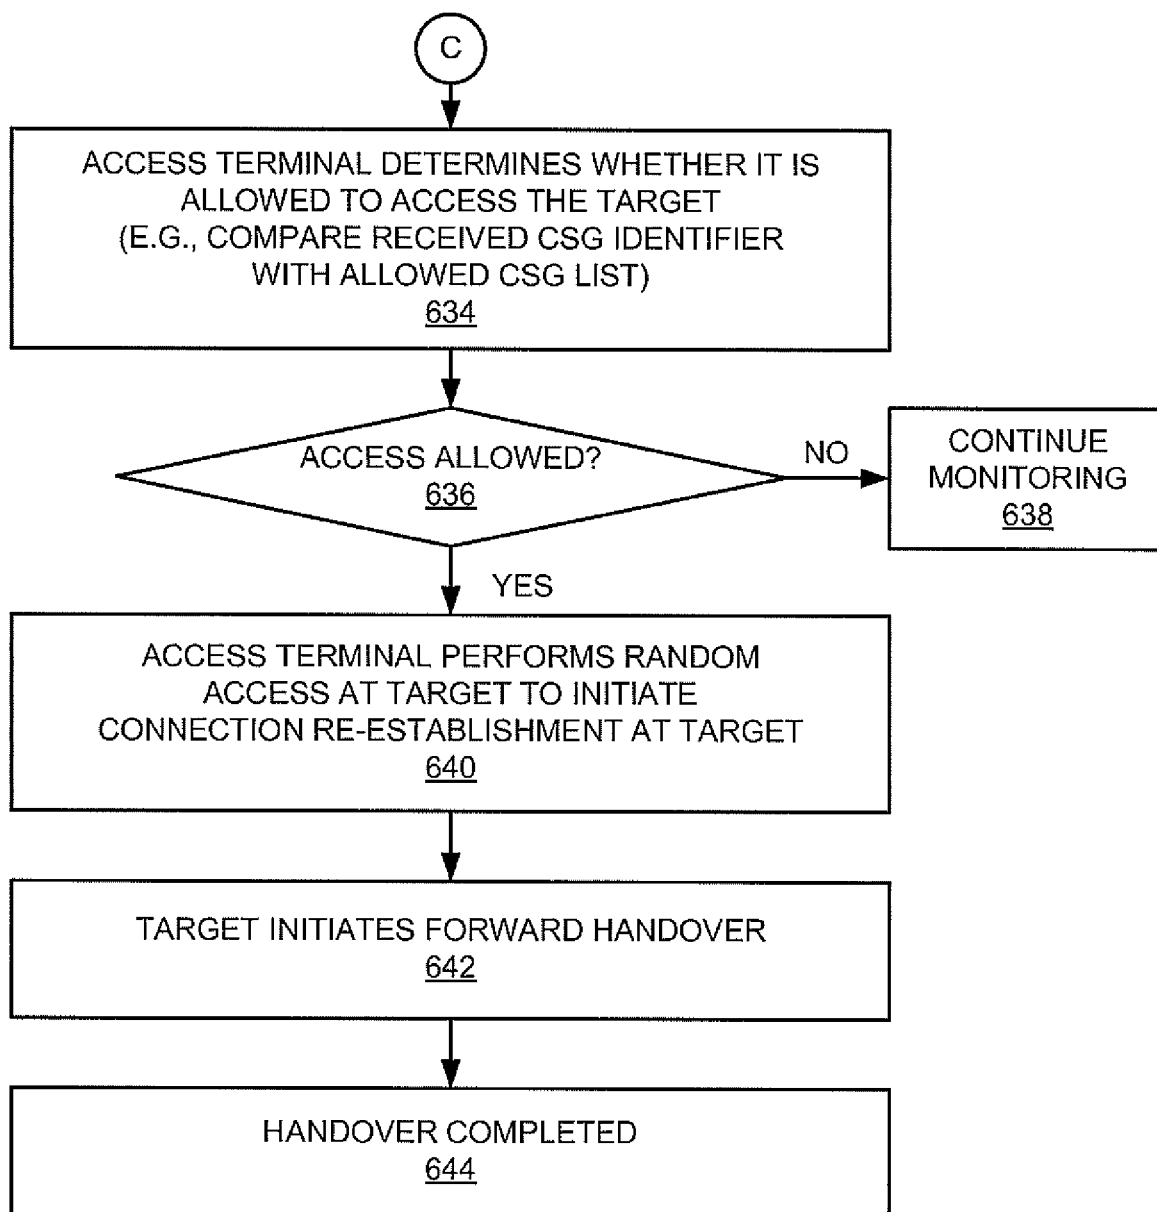 C
ACCESS TERMINAL DETERMINES WHETHER IT IS
ALLOWED TO ACCESS THE TARGET
(E.G., COMPARE RECEIVED CSG IDENTIFIER
WITH ALLOWED CSG LIST)
634
ACCESS ALLOWED?
636
NO
CONTINUE
MONITORING
638
YES
ACCESS TERMINAL PERFORMS RANDOM
ACCESS AT TARGET TO INITIATE
CONNECTION RE-ESTABLISHMENT AT TARGET
640
TARGET INITIATES FORWARD HANDOVER
642
HANDOVER COMPLETED
644